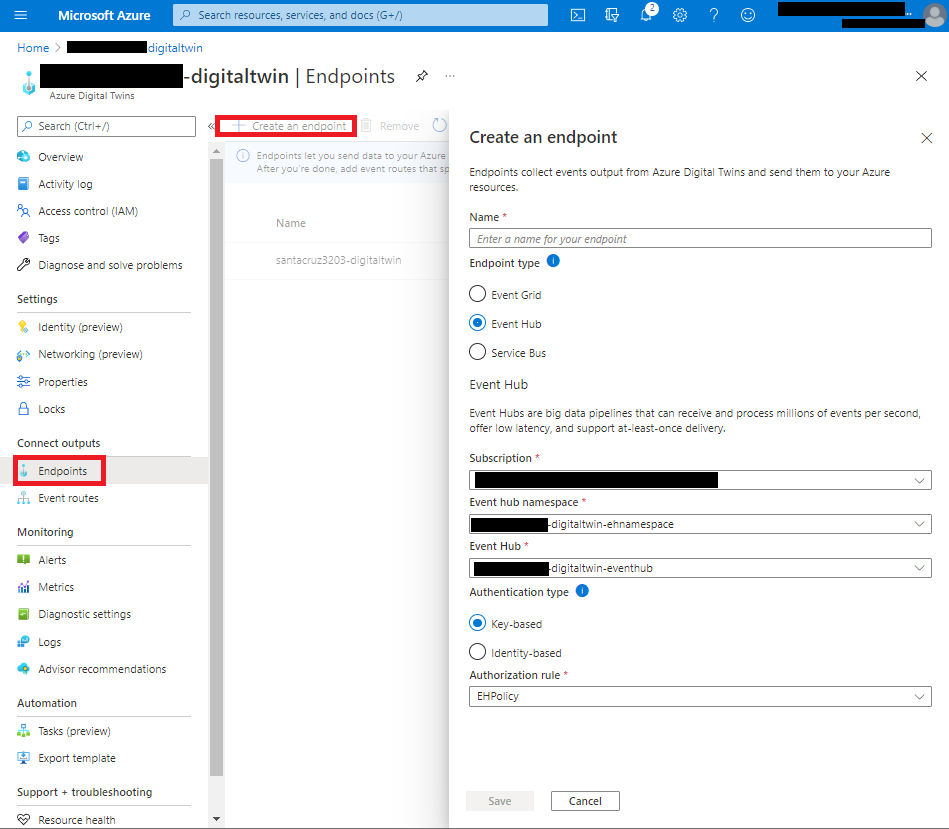 Microsoft Azure
Search resources, services, and docs (G+/)
2
...
Home > digitaltwin
-digitaltwin | Endpoints
...
Azure Digital Twins
Search (Ctrl+/)
Overview
Activity log
Access control (IAM)
Tags
Diagnose and solve problems
Settings
Identity (preview)
Networking (preview)
Properties
Locks
Connect outputs
Endpoints
Event routes
Monitoring
Alerts
Metrics
Diagnostic settings
Logs
Advisor recommendations
Automation
Tasks (preview)
Export template
Support + troubleshooting
Resource health
«
+ Create an endpoint
Remove
Endpoints let you send data to your Azure
After you're done, add event routes that sp
Name
santacruz3203-digitaltwin
Create an endpoint
Endpoints collect events output from Azure Digital Twins and send them to your Azure
resources.
Name *
Enter a name for your endpoint
Endpoint type
Event Grid
Event Hub
Service Bus
Event Hub
Event Hubs are big data pipelines that can receive and process millions of events per second,
offer low latency, and support at-least-once delivery.
Subscription *
Event hub namespace *
-digitaltwin-ehnamespace
Event Hub *
-digitaltwin-eventhub
Authentication type
Key-based
Identity-based
Authorization rule *
EHPolicy
Save
Cancel